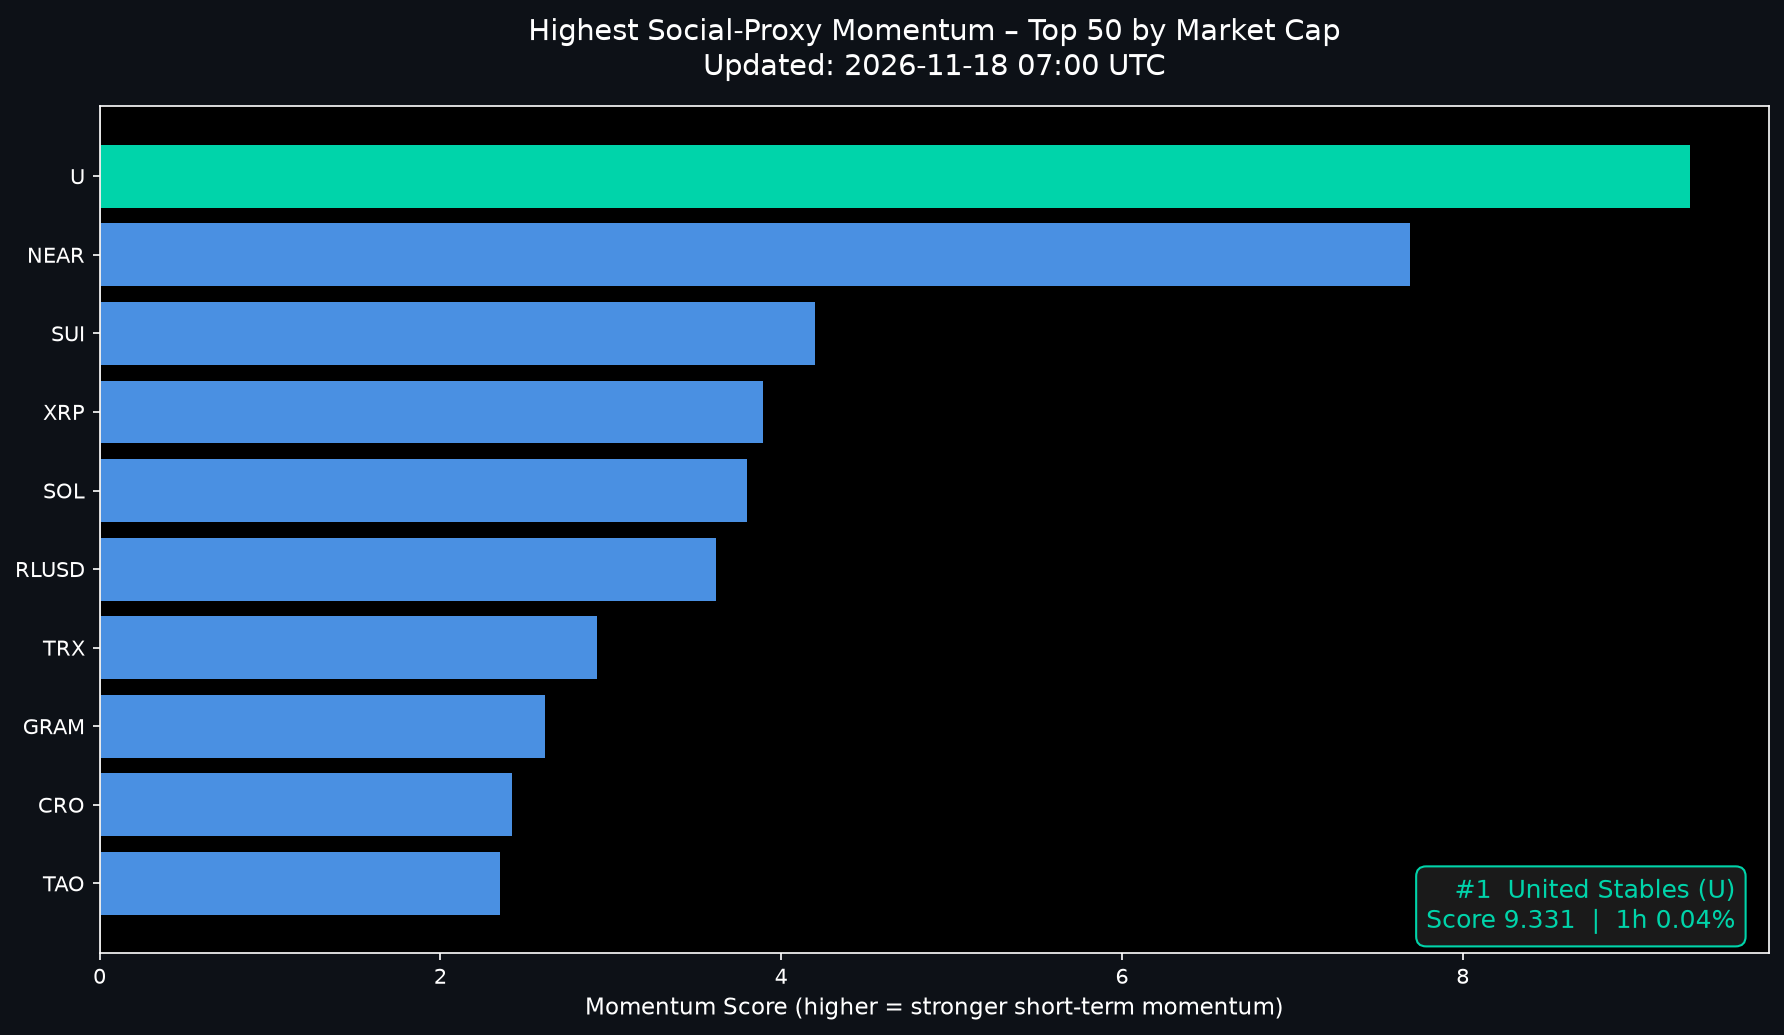 Highest Social-Proxy Momentum – Top 50 by Market Cap
Updated: 2026-11-18 07:00 UTC
U
NEAR
SUI
XRP
SOL
RLUSD
TRX
GRAM
CRO
TAO
#1 United Stables (U)
Score 9.331 | 1h 0.04%
0 2 4 6 8
Momentum Score (higher = stronger short-term momentum)